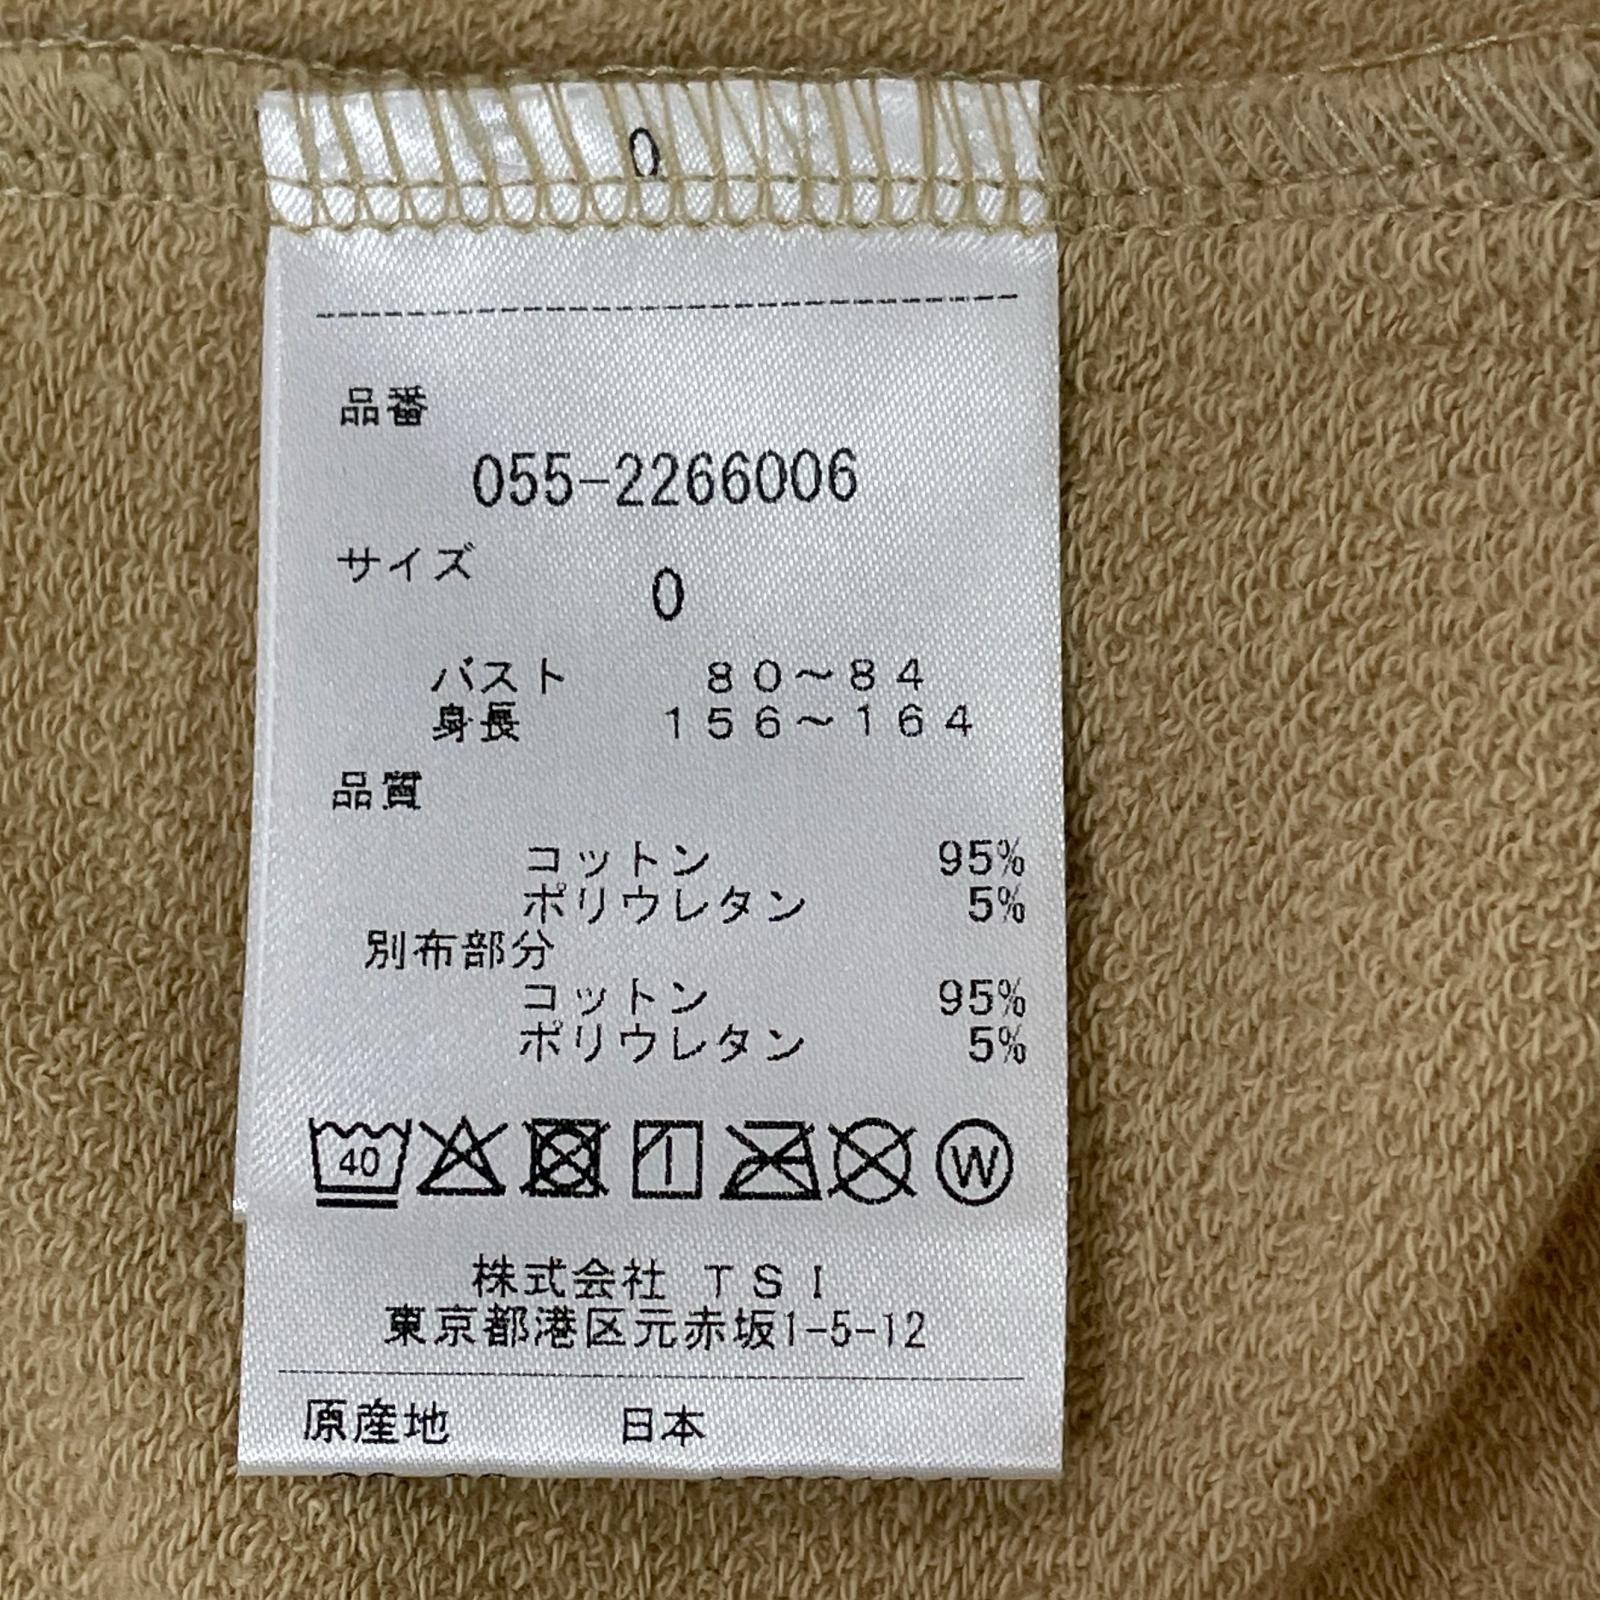 0
品番
055-2266006
サイズ 0
バスト 80〜84
身長 156〜164
品質
コットン 95%
ポリウレタン 5%
別布部分
コットン 95%
ポリウレタン 5%
40 W
株式会社 TSI
東京都港区元赤坂1-5-12
原産地 日本